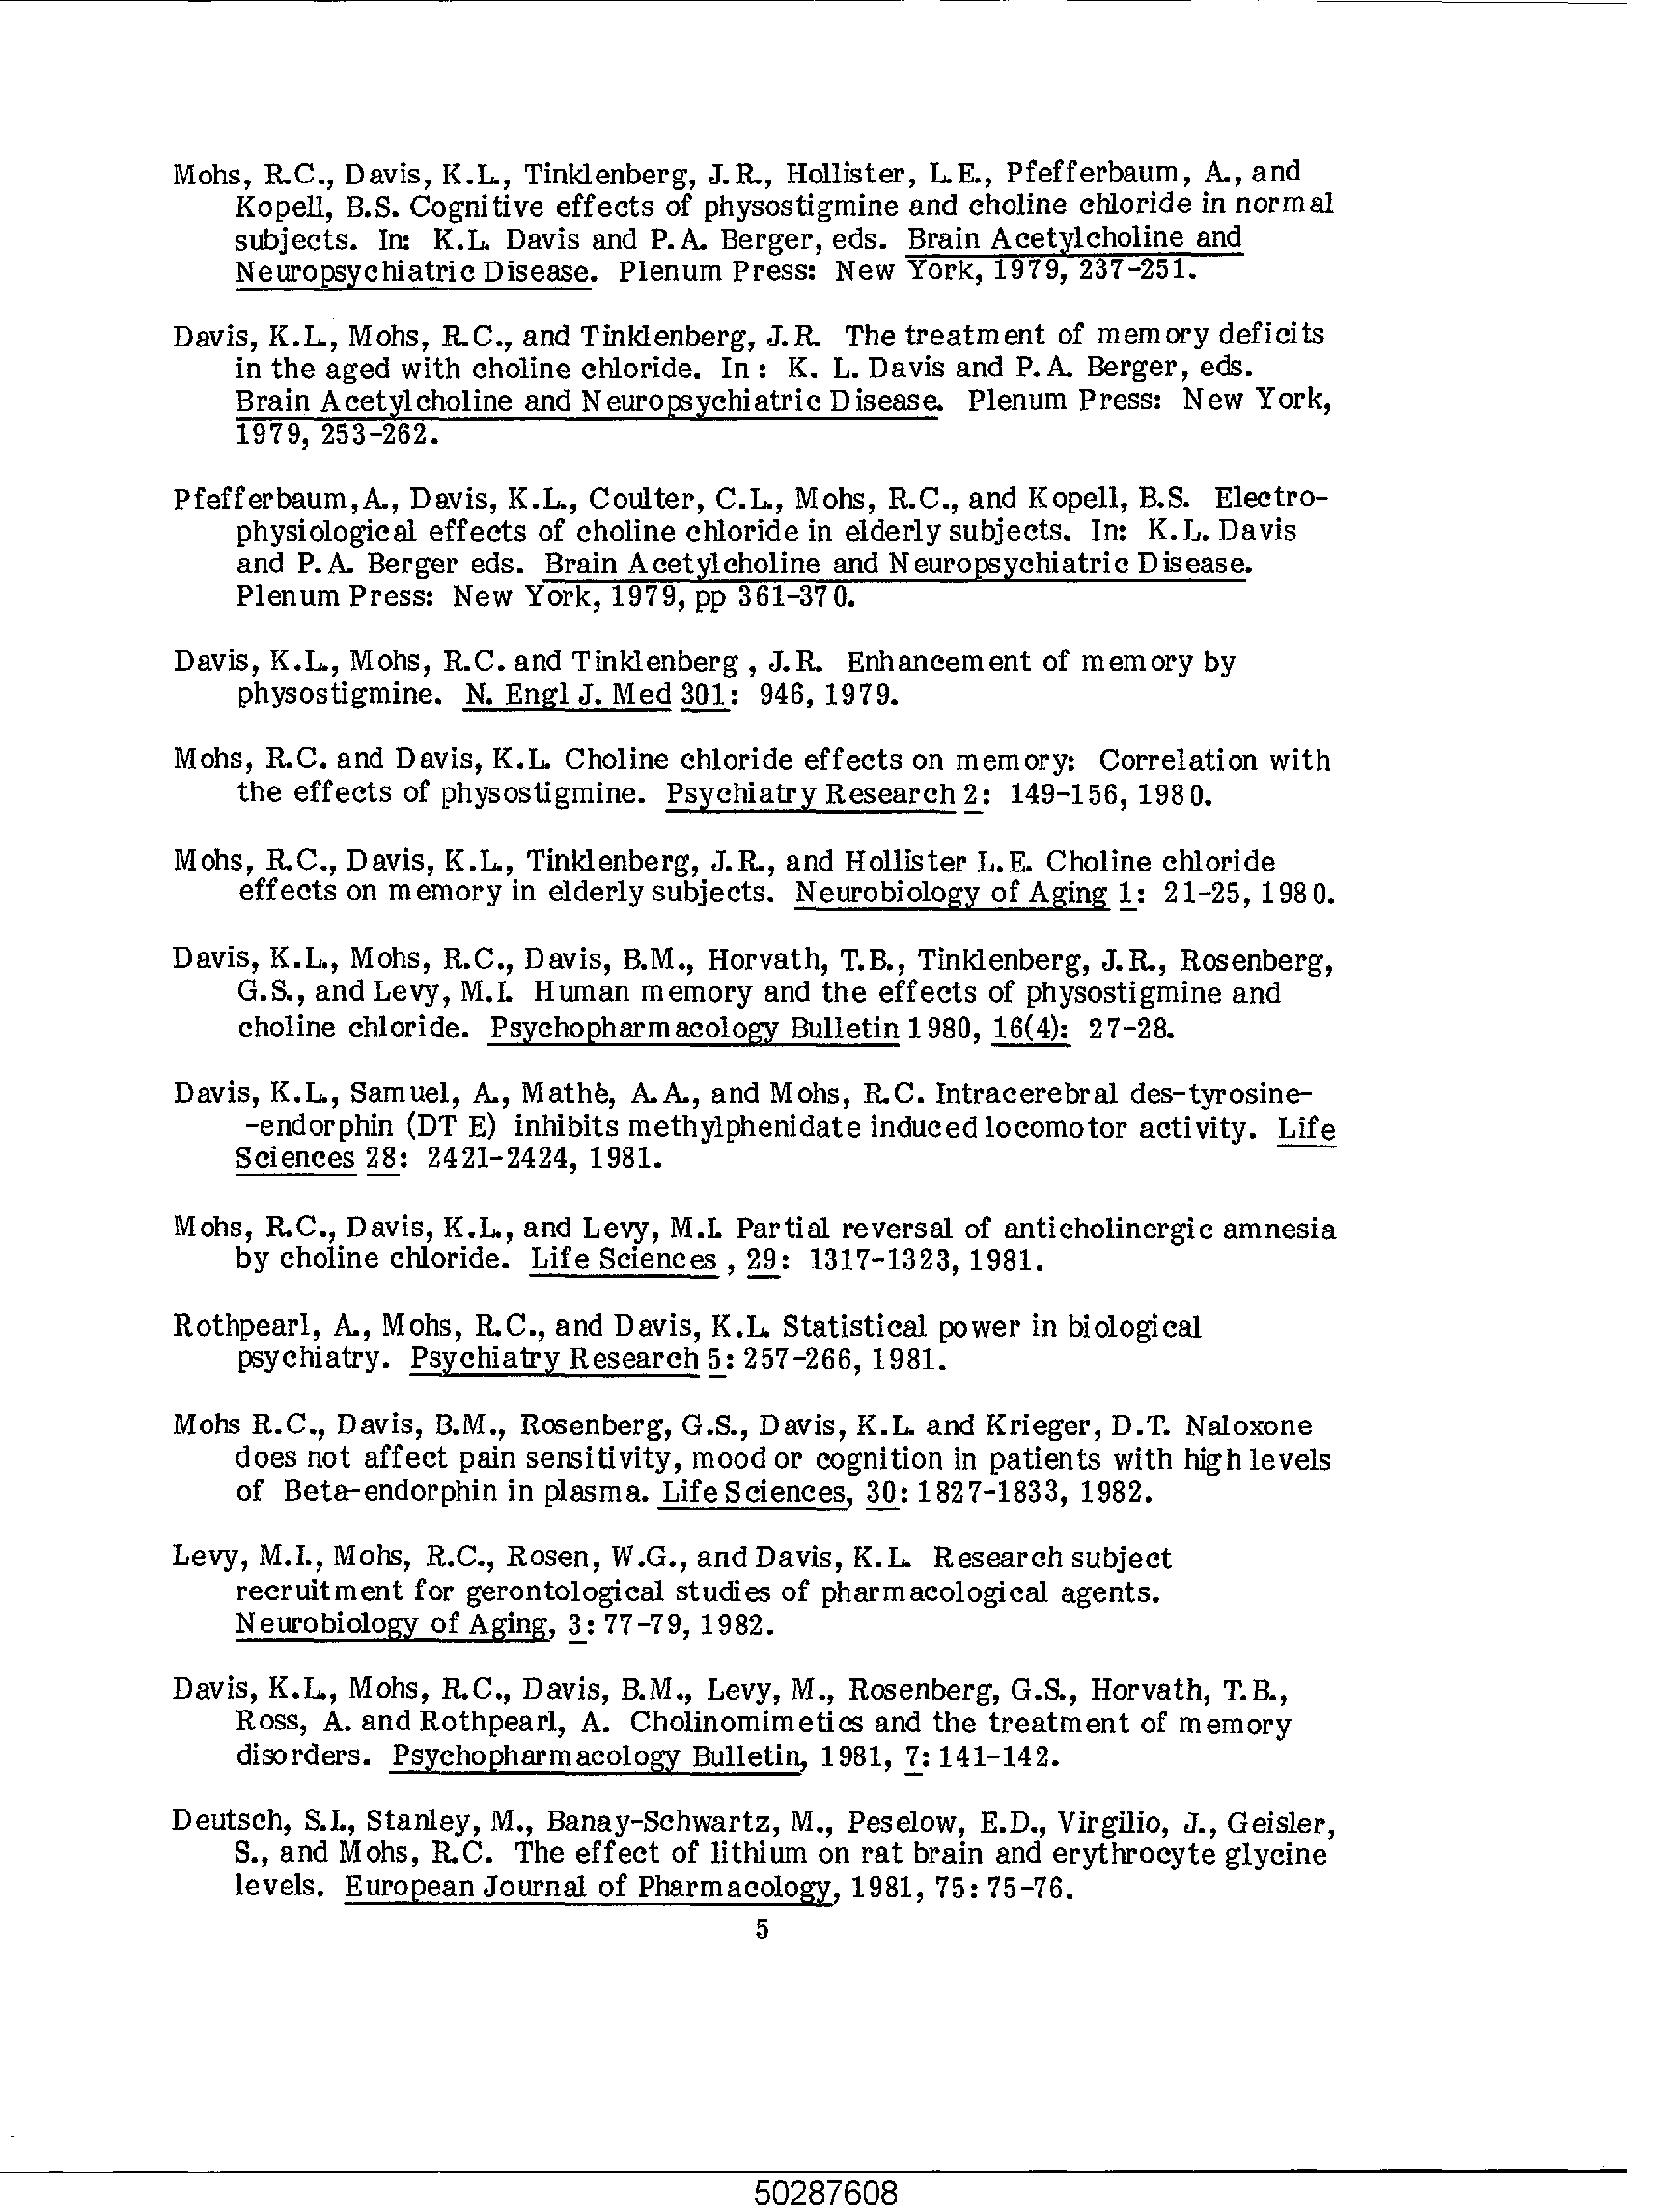 Mohs, R.C., Davis, K.L., Tinklenberg, J.R., Hollister, L.E., Pfefferbaum, A., and
Kopell, B.S. Cognitive effects of physostigmine and choline chloride in normal
subjects. In: K.L. Davis and P.A. Berger, eds. Brain Acetylcholine and
Neuropsychiatric Disease. Plenum Press: New York, 1979, 237-251.
Davis, K.L., Mohs, R.C., and Tinklenberg, J.R. The treatment of memory deficits
in the aged with choline chloride. In: K. L. Davis and P.A. Berger, eds.
Brain Acetylcholine and Neuropsychiatric Disease. Plenum Press: New York,
1979, 253-262.
Pfefferbaum, A., Davis, K.L., Coulter, C.L., Mohs, R.C., and Kopell, B.S. Electro-
physiological effects of choline chloride in elderly subjects. In: K.L. Davis
and P.A. Berger eds. Brain Acetylcholine and Neuropsychiatric Disease.
Plenum Press: New York, 1979, pp 361-370.
Davis, K.L., Mohs, R.C. and Tinklenberg, J.R. Enhancement of memory by
physostigmine. N. Engl J. Med 301: 946, 1979.
Mohs, R.C. and Davis, K.L. Choline chloride effects on memory: Correlation with
the effects of physostigmine. Psychiatry Research 2: 149-156, 1980.
Mohs, R.C., Davis, K.L., Tinklenberg, J.R., and Hollister L.E. Choline chloride
effects on memory in elderly subjects. Neurobiology of Aging 1: 21-25, 1980.
Davis, K.L., Mohs, R.C., Davis, B.M., Horvath, T.B., Tinklenberg, J.R., Rosenberg,
G.S., and Levy, M.I. Human memory and the effects of physostigmine and
choline chloride. Psychopharmacology Bulletin 1980, 16(4): 27-28.
Davis, K.L., Samuel, A., Mathè, A.A., and Mohs, R.C. Intracerebral des-tyrosine-
-endorphin (DT E) inhibits methylphenidate induced locomotor activity. Life
Sciences 28: 2421-2424, 1981.
Mohs, R.C., Davis, K.L., and Levy, M.I. Partial reversal of anticholinergic amnesia
by choline chloride. Life Sciences, 29: 1317-1323, 1981.
Rothpearl, A., Mohs, R.C., and Davis, K.L. Statistical power in biological
psychiatry. Psychiatry Research 5: 257-266, 1981.
Mohs R.C., Davis, B.M., Rosenberg, G.S., Davis, K.L. and Krieger, D.T. Naloxone
does not affect pain sensitivity, mood or cognition in patients with high levels
of Beta-endorphin in plasma. Life Sciences, 30: 1827-1833, 1982.
Levy, M.I., Mohs, R.C., Rosen, W.G., and Davis, K.L. Research subject
recruitment for gerontological studies of pharmacological agents.
Neurobiology of Aging, 3: 77-79, 1982.
Davis, K.L., Mohs, R.C., Davis, B.M., Levy, M., Rosenberg, G.S., Horvath, T.B.,
Ross, A. and Rothpearl, A. Cholinomimetics and the treatment of memory
disorders. Psychopharmacology Bulletin, 1981, 7: 141-142.
Deutsch, S.I., Stanley, M., Banay-Schwartz, M., Peselow, E.D., Virgilio, J., Geisler,
S., and Mohs, R.C. The effect of lithium on rat brain and erythrocyte glycine
levels. European Journal of Pharmacology, 1981, 75: 75-76.
5
50287608